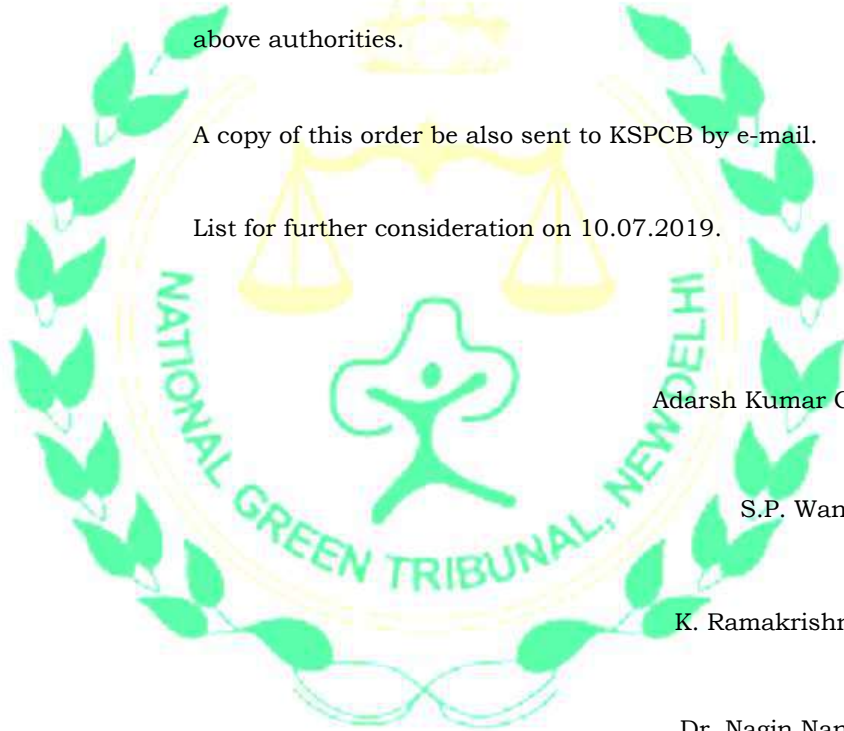 above authorities.
A copy of this order be also sent to KSPCB by e-mail.
List for further consideration on 10.07.2019.
NATIONAL GREEN TRIBUNAL, NEW DELHI
Adarsh Kumar
S.P.
K.
Dr. Nagin